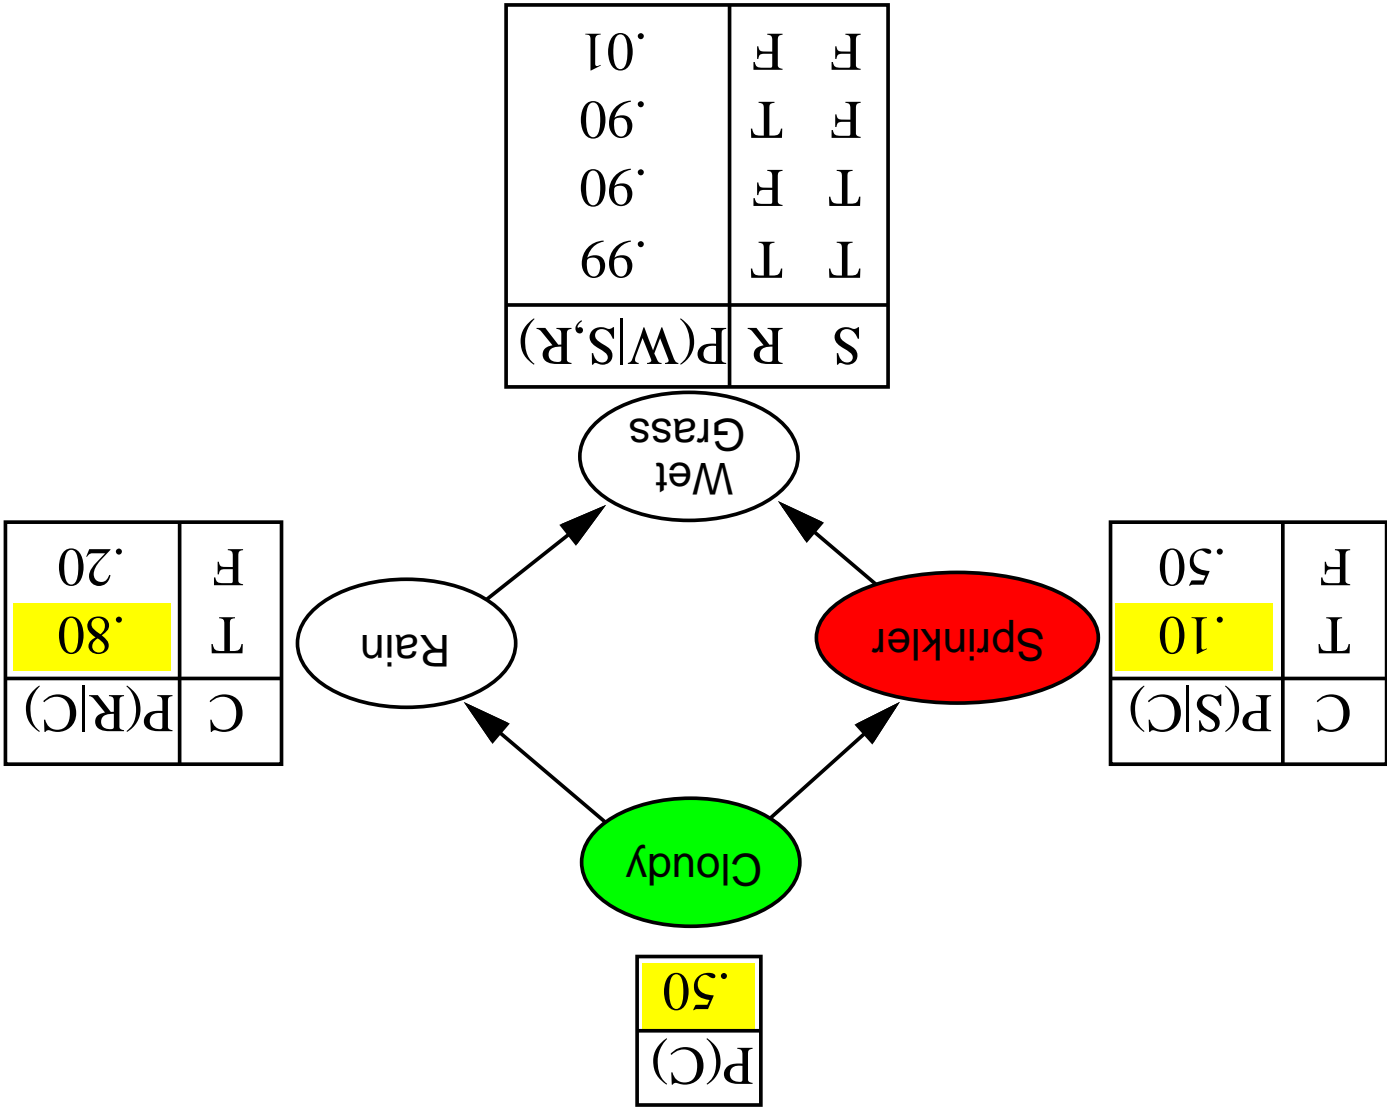 P(C)
.50
Cloudy
C P(S|C)
T .10
F .50
Sprinkler
Rain
C P(R|C)
T .80
F .20
Wet
Grass
S R P(W|S,R)
T T .99
T F .90
F T .90
F F .01